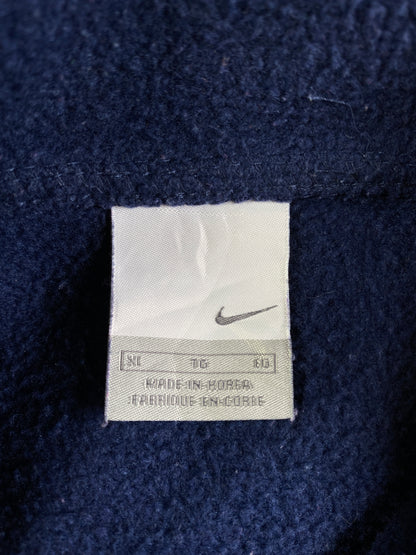 XL TG EG
MADE IN KOREA
FABRIQUE EN COREE